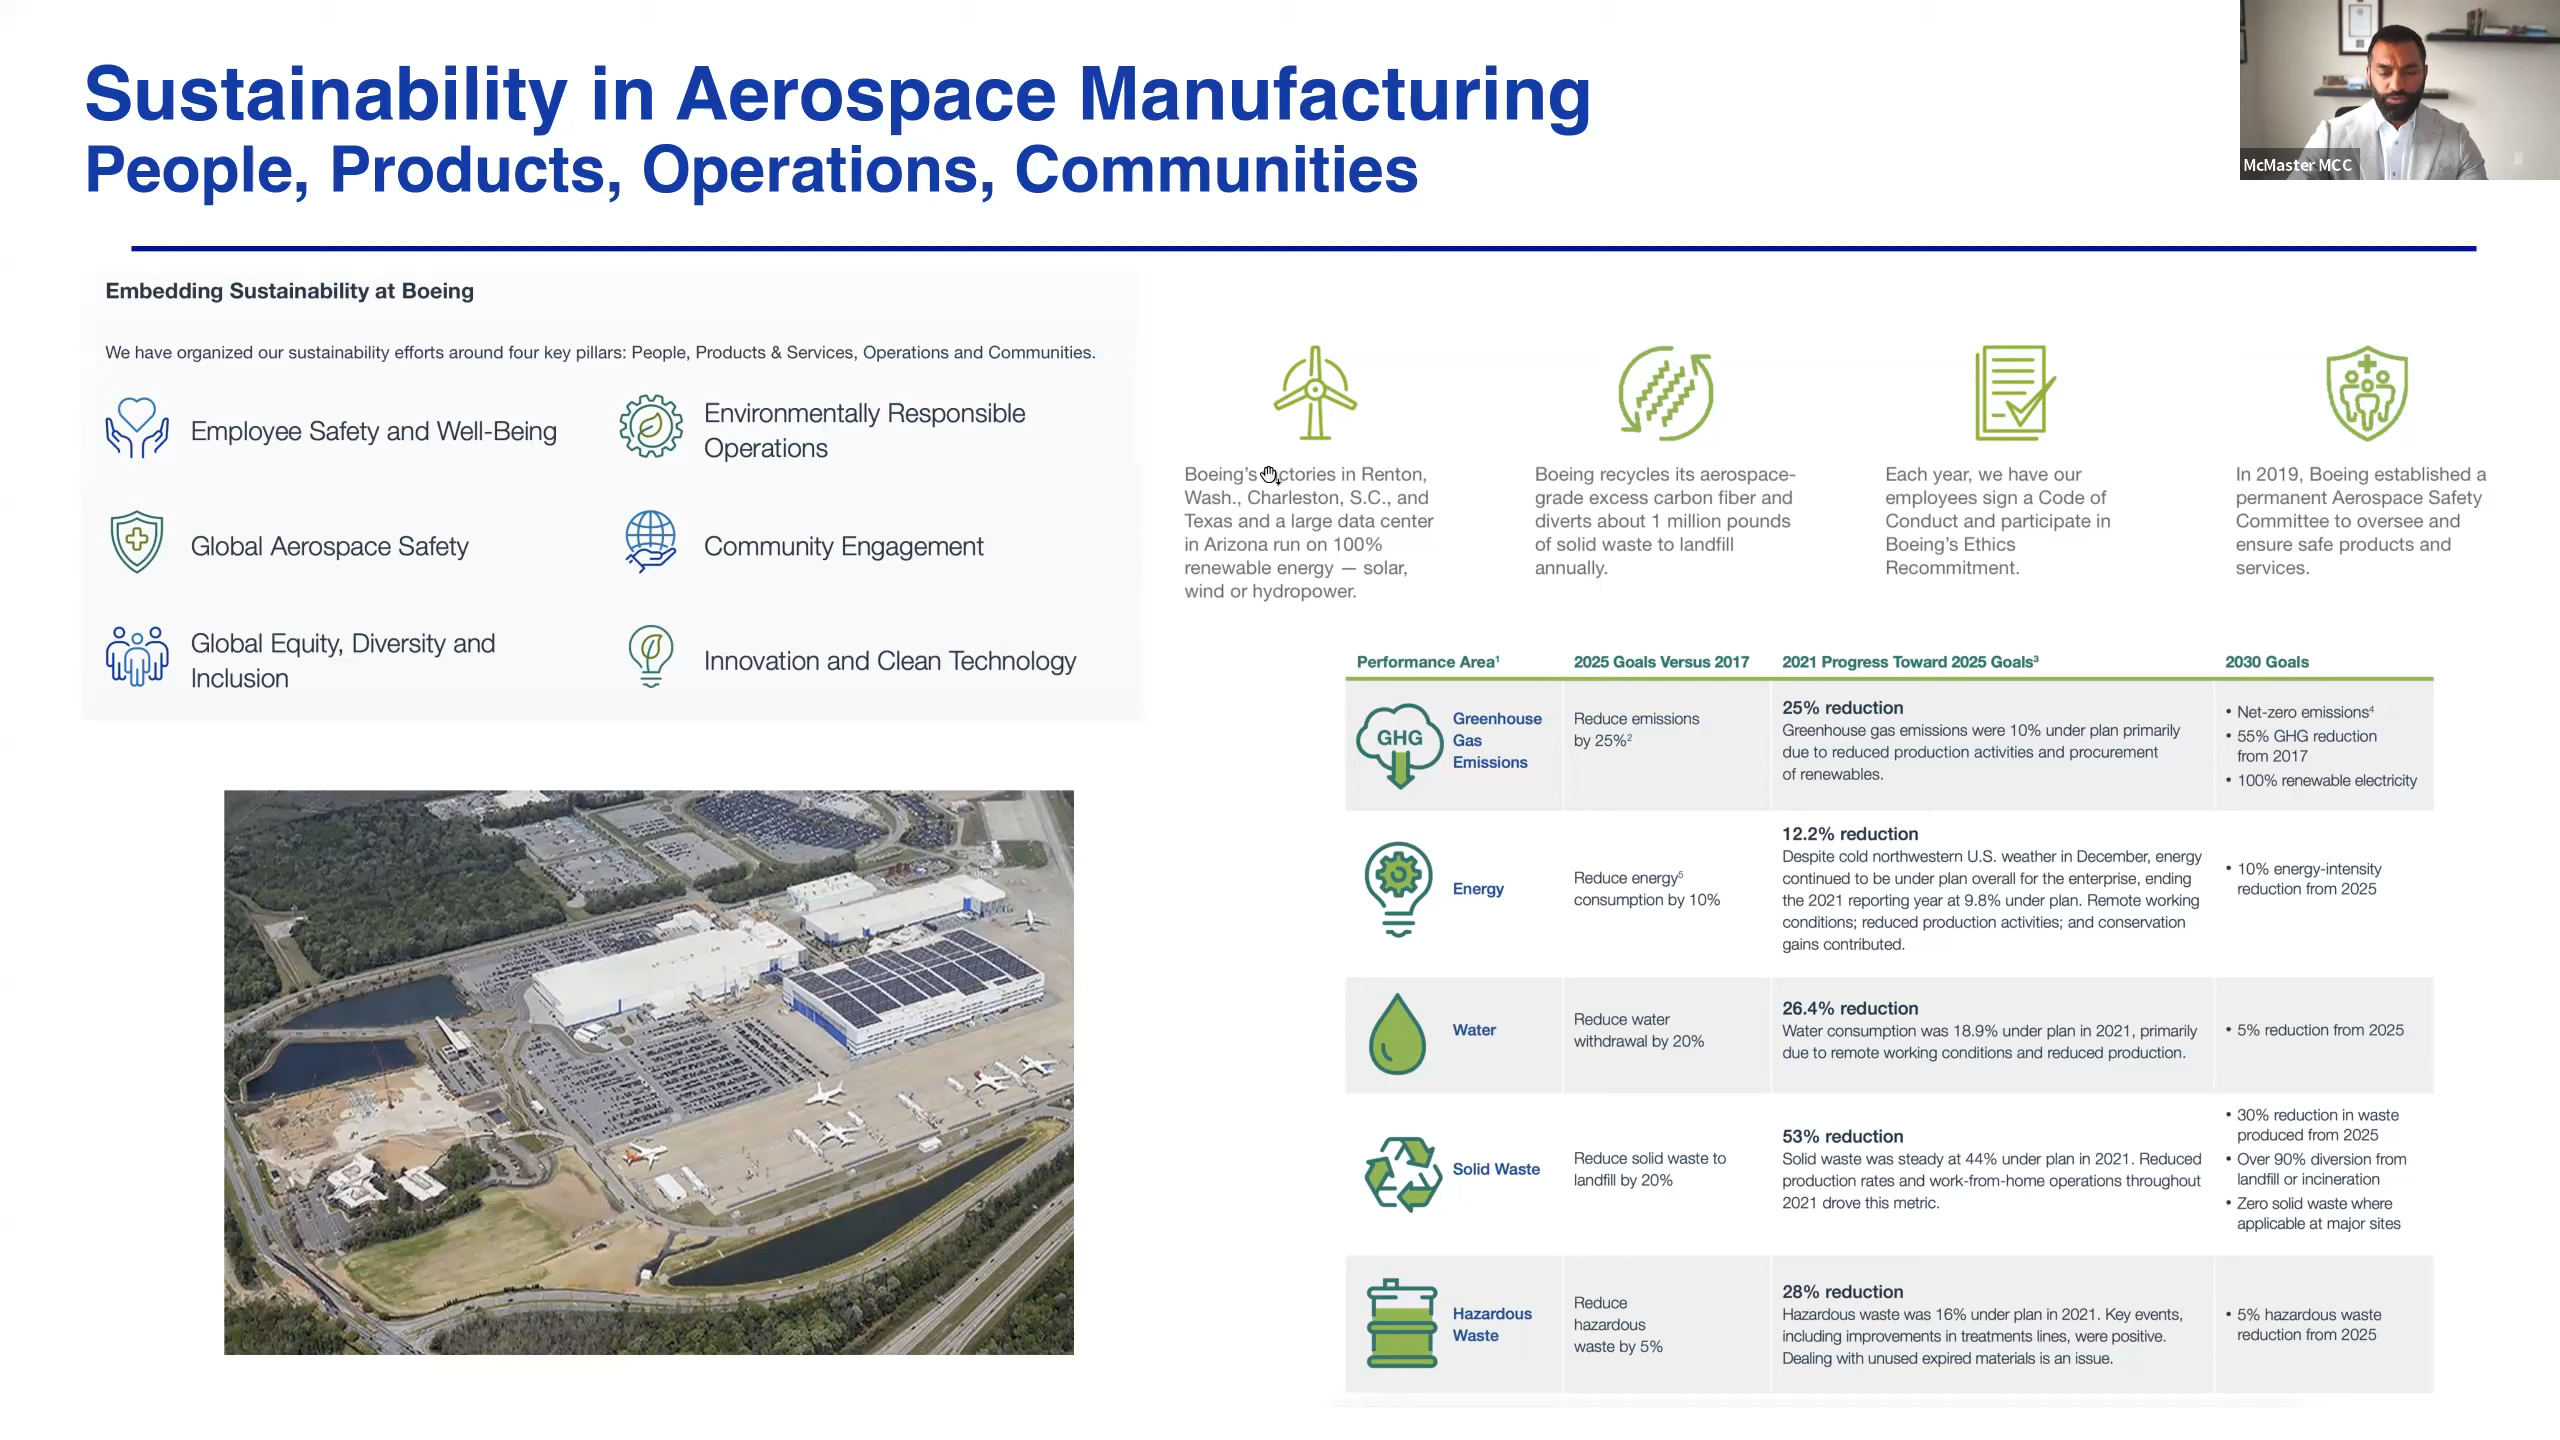 Sustainability in Aerospace Manufacturing
People, Products, Operations, Communities
McMaster MCC
Embedding Sustainability at Boeing
We have organized our sustainability efforts around four key pillars: People, Products & Services, Operations and Communities.
Employee Safety and Well-Being
Environmentally Responsible
Operations
Global Aerospace Safety
Community Engagement
Global Equity, Diversity and
Inclusion
Innovation and Clean Technology
Boeing's ctories in Renton,
Wash., Charleston, S.C., and
Texas and a large data center
in Arizona run on 100%
renewable energy — solar,
wind or hydropower.
Boeing recycles its aerospace-
grade excess carbon fiber and
diverts about 1 million pounds
of solid waste to landfill
annually.
Each year, we have our
employees sign a Code of
Conduct and participate in
Boeing's Ethics
Recommitment.
In 2019, Boeing established a
permanent Aerospace Safety
Committee to oversee and
ensure safe products and
services.
Performance Area¹
2025 Goals Versus 2017
2021 Progress Toward 2025 Goals³
2030 Goals
GHG
Greenhouse
Gas
Emissions
Reduce emissions
by 25%²
25% reduction
Greenhouse gas emissions were 10% under plan primarily
due to reduced production activities and procurement
of renewables.
• Net-zero emissions⁴
• 55% GHG reduction
from 2017
• 100% renewable electricity
Energy
Reduce energy⁵
consumption by 10%
12.2% reduction
Despite cold northwestern U.S. weather in December, energy
continued to be under plan overall for the enterprise, ending
the 2021 reporting year at 9.8% under plan. Remote working
conditions; reduced production activities; and conservation
gains contributed.
• 10% energy-intensity
reduction from 2025
Water
Reduce water
withdrawal by 20%
26.4% reduction
Water consumption was 18.9% under plan in 2021, primarily
due to remote working conditions and reduced production.
• 5% reduction from 2025
Solid Waste
Reduce solid waste to
landfill by 20%
53% reduction
Solid waste was steady at 44% under plan in 2021. Reduced
production rates and work-from-home operations throughout
2021 drove this metric.
• 30% reduction in waste
produced from 2025
• Over 90% diversion from
landfill or incineration
• Zero solid waste where
applicable at major sites
Hazardous
Waste
Reduce
hazardous
waste by 5%
28% reduction
Hazardous waste was 16% under plan in 2021. Key events,
including improvements in treatments lines, were positive.
Dealing with unused expired materials is an issue.
• 5% hazardous waste
reduction from 2025